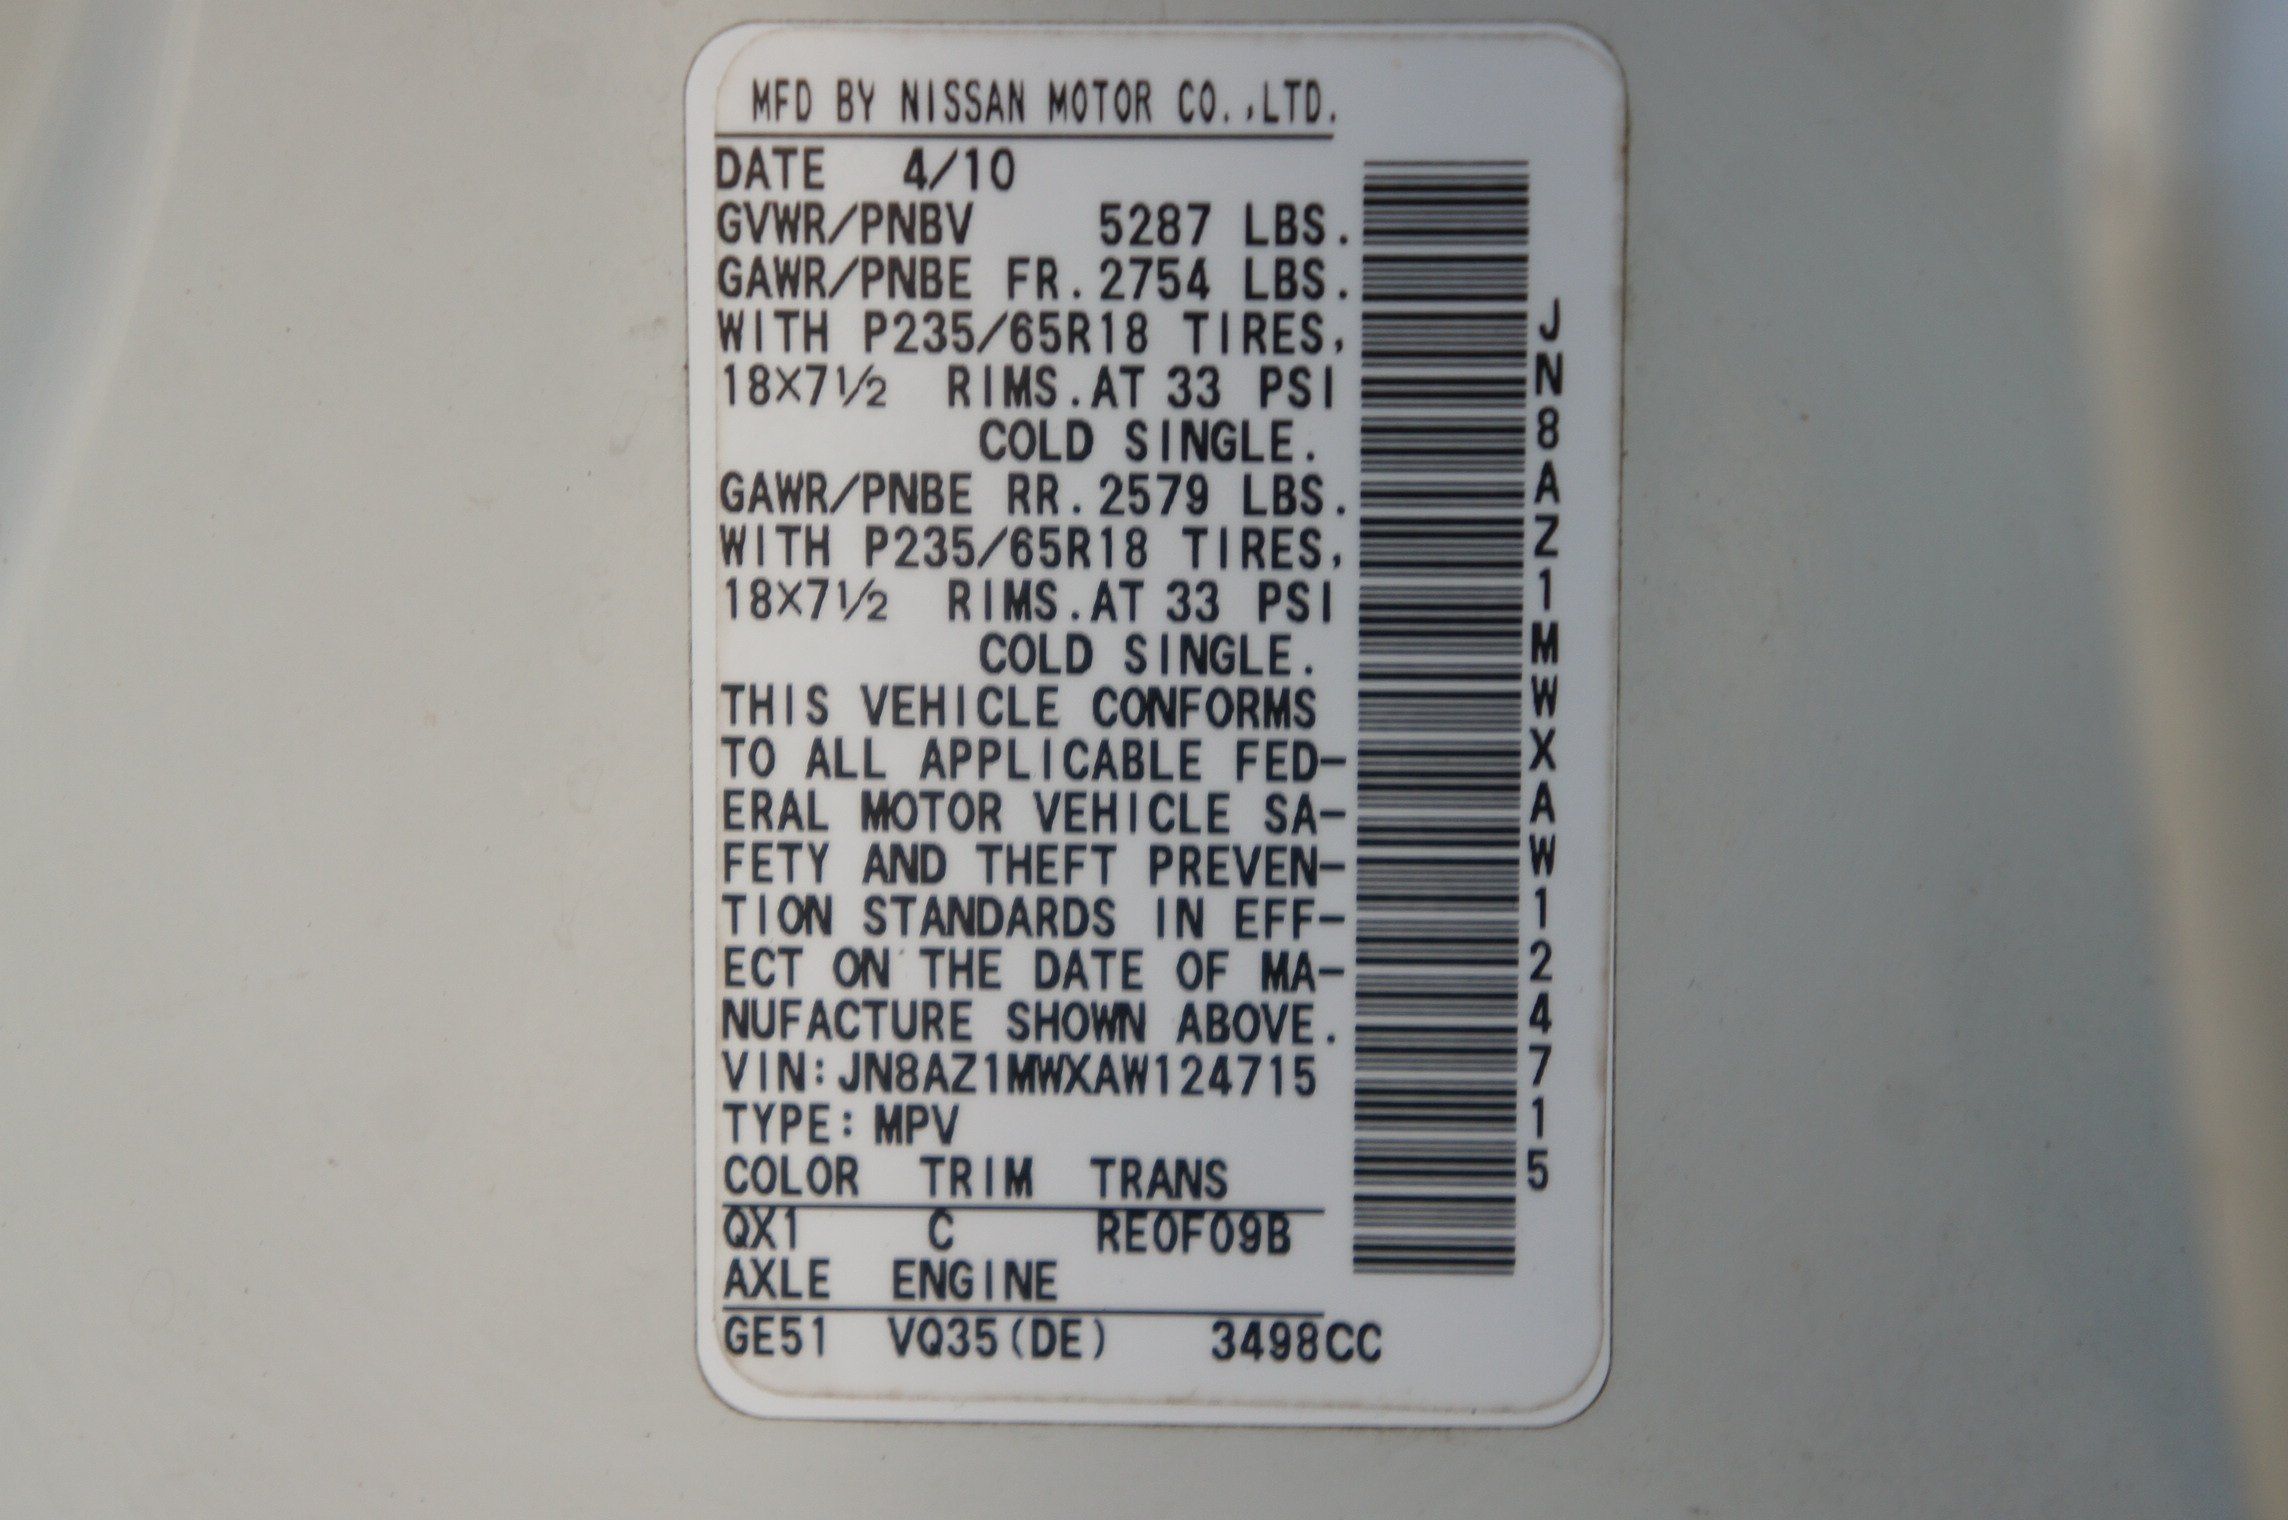 MFD BY NISSAN MOTOR CO.,LTD.
DATE 4/10
GVWR/PNBV 5287 LBS.
GAWR/PNBE FR.2754 LBS.
WITH P235/65R18 TIRES,
18×7½ RIMS.AT 33 PSI
COLD SINGLE.
GAWR/PNBE RR.2579 LBS.
WITH P235/65R18 TIRES,
18×7½ RIMS.AT 33 PSI
COLD SINGLE.
THIS VEHICLE CONFORMS
TO ALL APPLICABLE FED-
ERAL MOTOR VEHICLE SA-
FETY AND THEFT PREVEN-
TION STANDARDS IN EFF-
ECT ON THE DATE OF MA-
NUFACTURE SHOWN ABOVE.
VIN:JN8AZ1MWXAW124715
TYPE:MPV
COLOR TRIM TRANS
QX1 C RE0F09B
AXLE ENGINE
GE51 VQ35(DE) 3498CC
JN8AZ1MWXAW124715